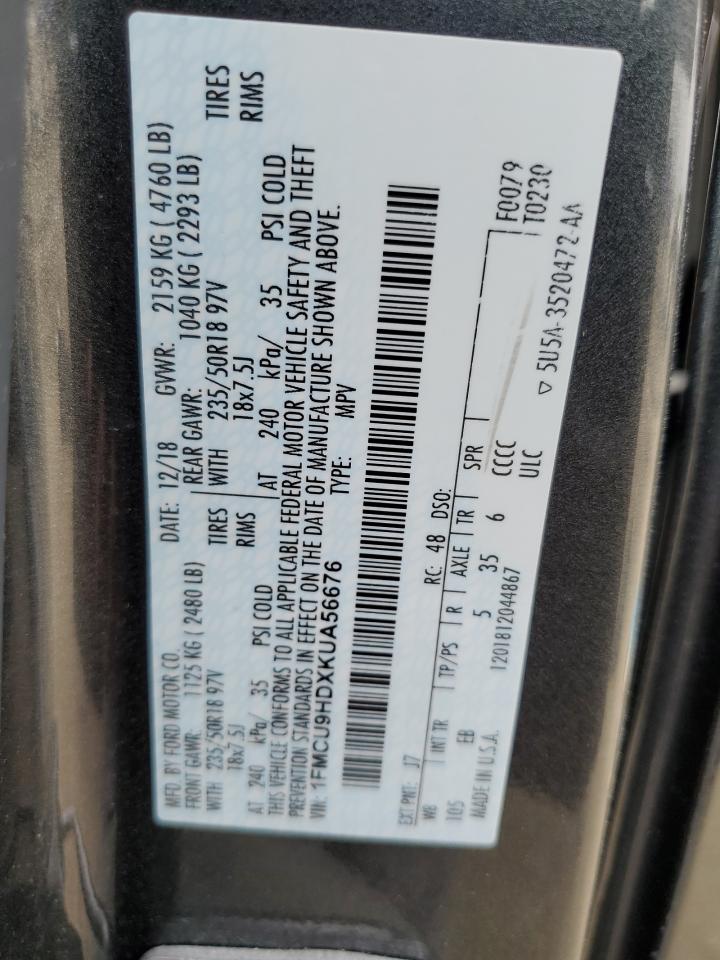 MFD BY FORD MOTOR CO. DATE: 12/18 GVWR: 2159 KG ( 4760 LB)
FRONT GAWR: 1125 KG ( 2480 LB) REAR GAWR: 1040 KG ( 2293 LB)
WITH 235/50R18 97V TIRES WITH 235/50R18 97V TIRES
18x7.5J RIMS 18x7.5J RIMS
AT 240 kPa/ 35 PSI COLD AT 240 kPa/ 35 PSI COLD
THIS VEHICLE CONFORMS TO ALL APPLICABLE FEDERAL MOTOR VEHICLE SAFETY AND THEFT
PREVENTION STANDARDS IN EFFECT ON THE DATE OF MANUFACTURE SHOWN ABOVE.
VIN: 1FMCU9HDXKUA56676 TYPE: MPV
EXT PNT: J7 RC: 48 DSO:
WB INT TR TP/PS R AXLE TR SPR F0079
105 EB 5 35 6 CCCC T0230
MADE IN U.S.A. 1201812044867 ULC
▽ 5U5A-3520472-AA